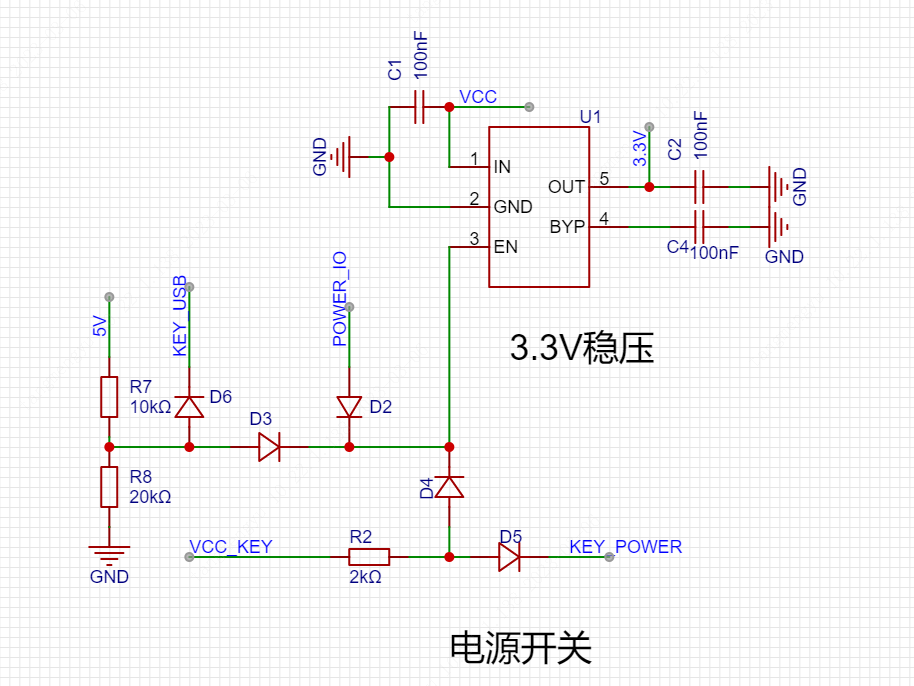 C1
100nF
VCC
GND
U1
1
IN
2
GND
3
EN
OUT
5
BYP
4
3.3V
C2
100nF
GND
C4
100nF
GND
3.3V稳压
5V
KEY_USB
POWER_IO
R7
10kΩ
D6
D2
D3
R8
20kΩ
D4
GND
VCC_KEY
R2
2kΩ
D5
KEY_POWER
电源开关